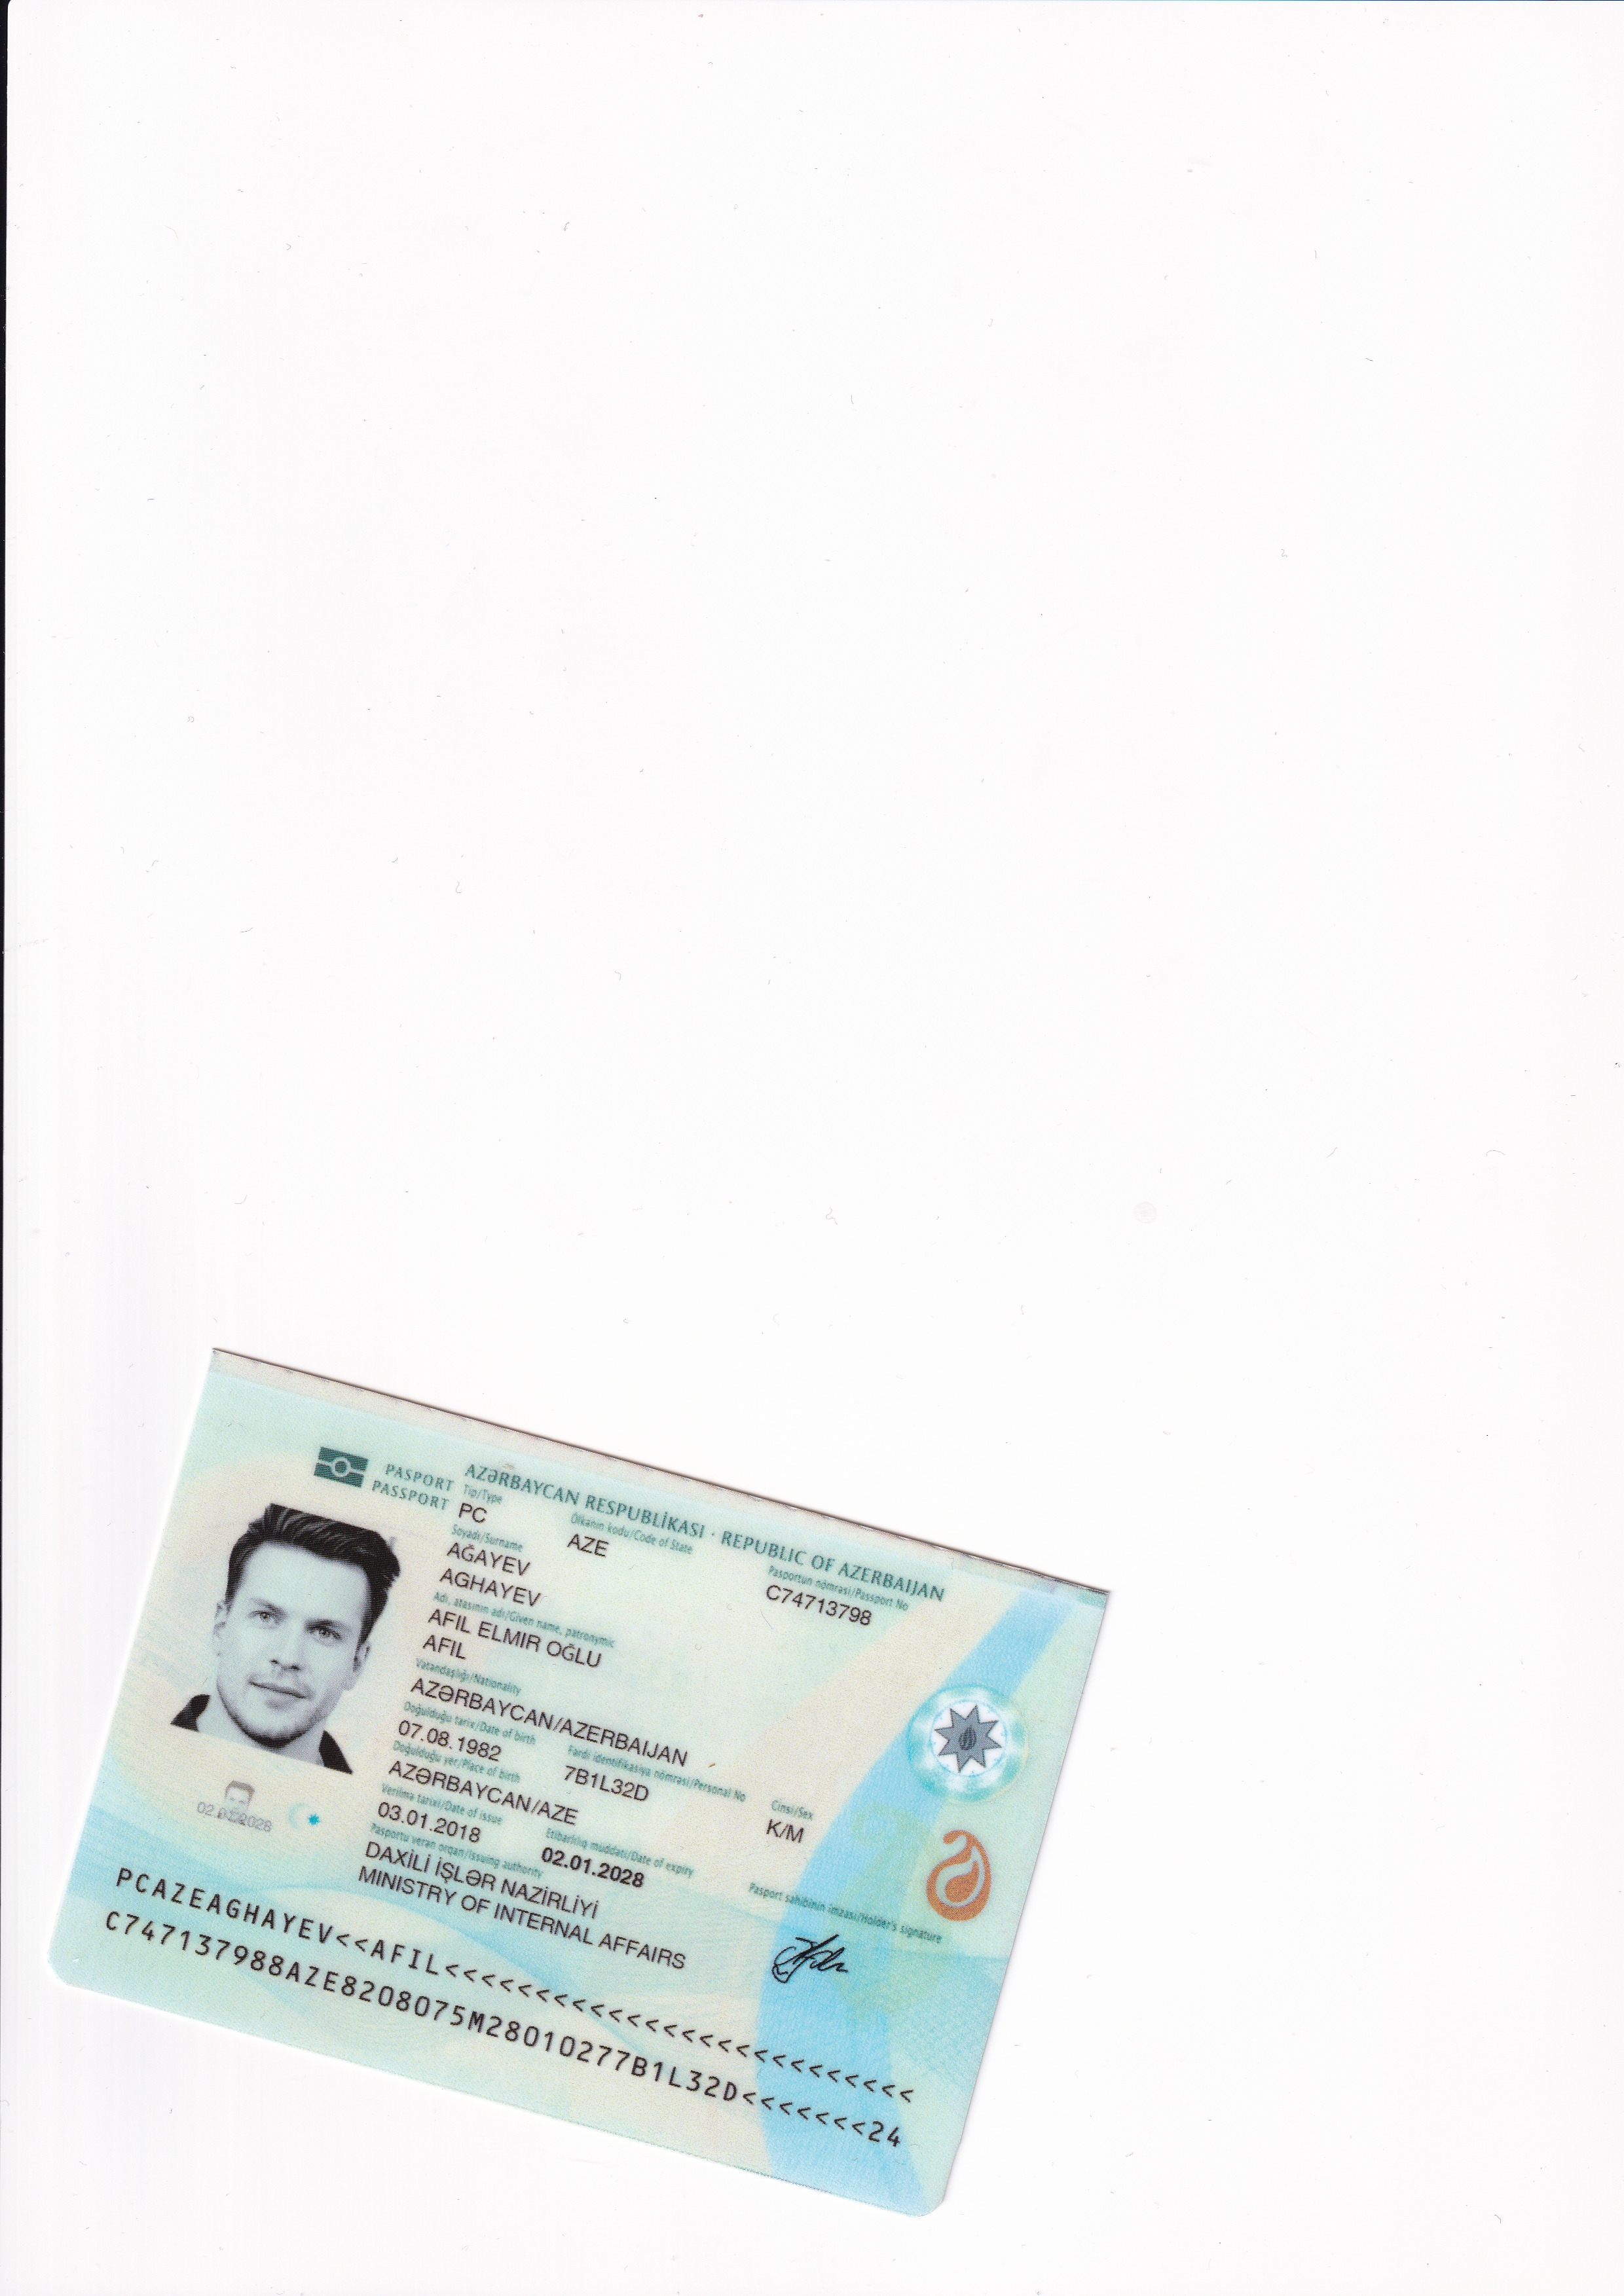 AZƏRBAYCAN RESPUBLİKASI · REPUBLIC OF AZERBAIJAN
PASPORT
PASSPORT
Tip/Type
PC
Ölkənin kodu/Code of State
AZE
Pasportun nömrəsi/Passport No
C74713798
Soyadı/Surname
AĞAYEV
AGHAYEV
Adı, atasının adı/Given name, patronymic
AFIL ELMIR OĞLU
AFIL
Vətəndaşlığı/Nationality
AZƏRBAYCAN/AZERBAIJAN
Doğulduğu tarix/Date of birth
07.08.1982
Fərdi identifikasiya nömrəsi/Personal No
7B1L32D
Doğulduğu yer/Place of birth
AZƏRBAYCAN/AZE
Cinsi/Sex
K/M
Verilmə tarixi/Date of issue
03.01.2018
Etibarlılıq müddəti/Date of expiry
02.01.2028
Pasportu verən orqan/Issuing authority
DAXİLİ İŞLƏR NAZİRLİYİ
MINISTRY OF INTERNAL AFFAIRS
Pasport sahibinin imzası/Holder's signature
02.01.2028
PCAZEAGHAYEV<<AFIL<<<<<<<<<<<<<<<<<<<<<<<<<<
C747137988AZE8208075M28010277B1L32D<<<<<<<24